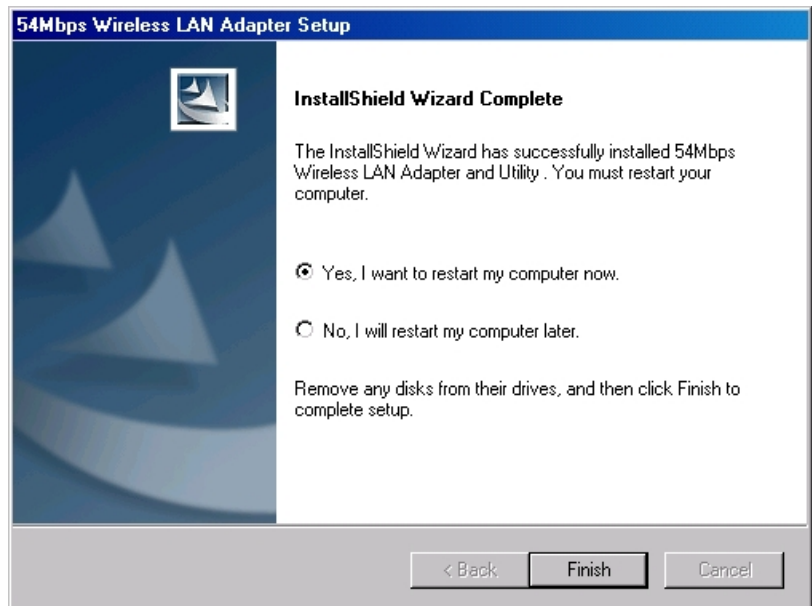 54Mbps Wireless LAN Adapter Setup
InstallShield Wizard Complete
The InstallShield Wizard has successfully installed 54Mbps
Wireless LAN Adapter and Utility . You must restart your
computer.
Yes, I want to restart my computer now.
No, I will restart my computer later.
Remove any disks from their drives, and then click Finish to
complete setup.
< Back Finish Cancel